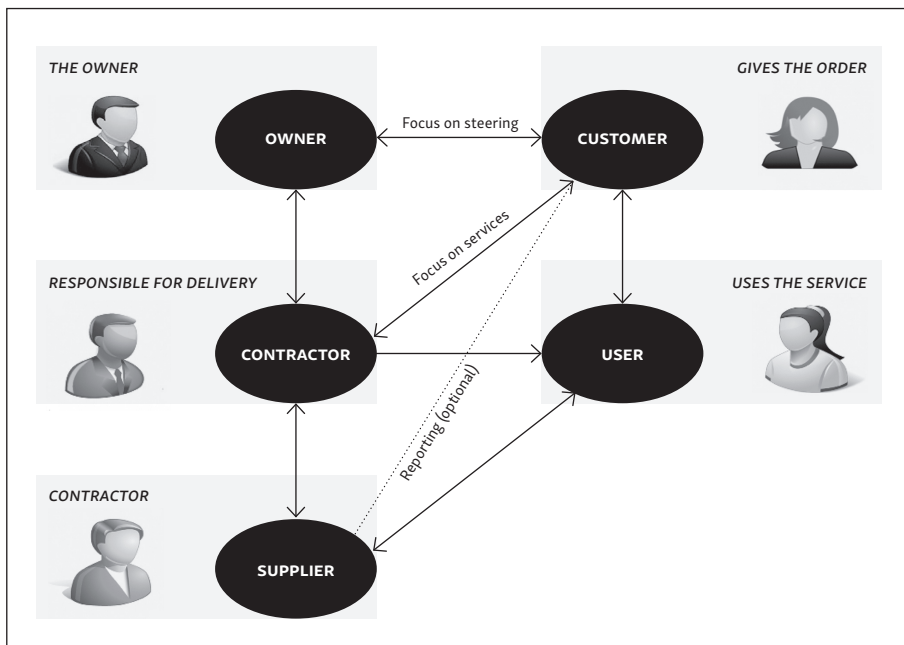 THE OWNER
GIVES THE ORDER
OWNER
Focus on steering
CUSTOMER
Focus on services
RESPONSIBLE FOR DELIVERY
USES THE SERVICE
CONTRACTOR
USER
Reporting (optional)
CONTRACTOR
SUPPLIER